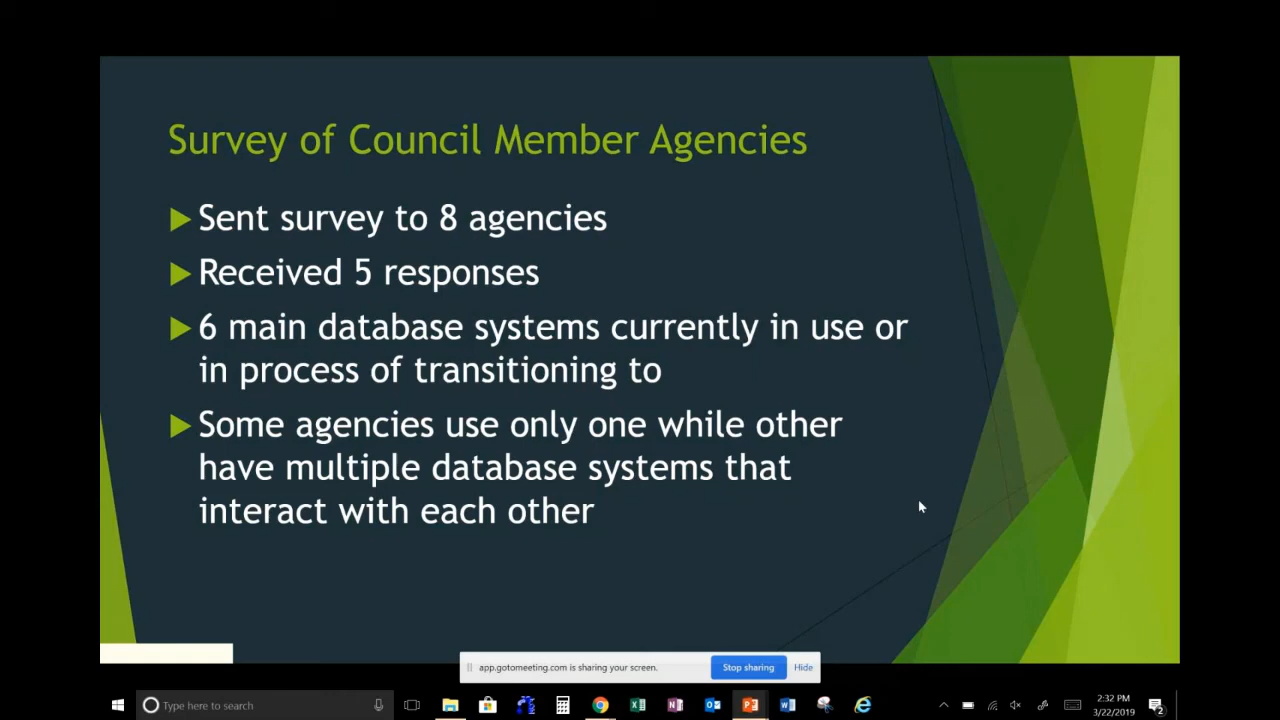 Survey of Council Member Agencies
Sent survey to 8 agencies
Received 5 responses
6 main database systems currently in use or
in process of transitioning to
Some agencies use only one while other
have multiple database systems that
interact with each other
app.gotomeeting.com is sharing your screen.
Stop sharing
Hide
Type here to search
2:32 PM
3/22/2019
2